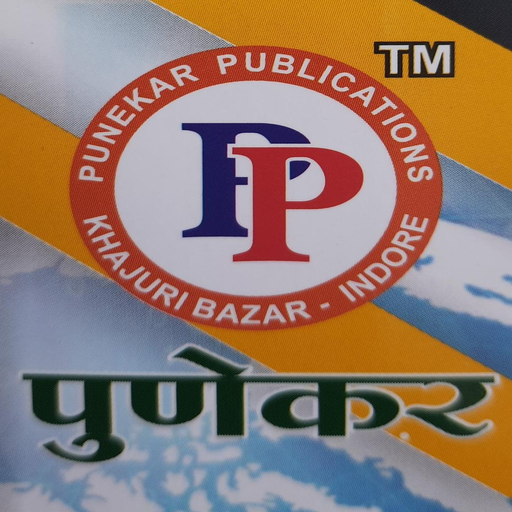 PUNEKAR PUBLICATIONS
TM
PP
KHAJURI BAZAR - INDORE
पुणेकर